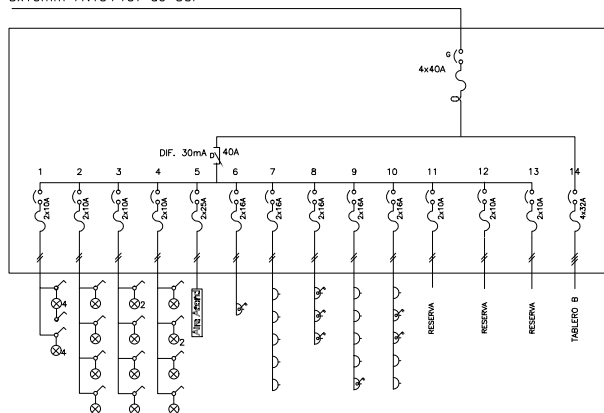 G
4x40A
DIF. 30mA
D
40A
1 2 3 4 5 6 7 8 9 10 11 12 13 14
2x10A 2x10A 2x10A 2x10A 2x25A 2x16A 2x16A 2x16A 2x16A 2x16A 2x10A 2x10A 2x10A 4x32A
4
4
2
2
RESERVA
RESERVA
RESERVA
TABLERO B